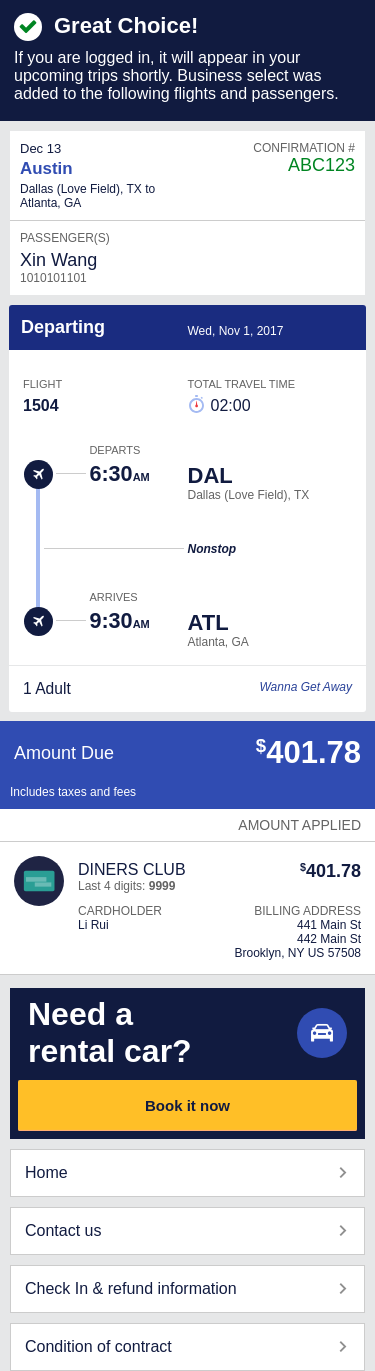 Great Choice!
If you are logged in, it will appear in your
upcoming trips shortly. Business select was
added to the following flights and passengers.
Dec 13
CONFIRMATION #
Austin
ABC123
Dallas (Love Field), TX to
Atlanta, GA
PASSENGER(S)
Xin Wang
1010101101
Departing
Wed, Nov 1, 2017
FLIGHT
TOTAL TRAVEL TIME
1504
02:00
DEPARTS
6:30AM
DAL
Dallas (Love Field), TX
Nonstop
ARRIVES
9:30AM
ATL
Atlanta, GA
1 Adult
Wanna Get Away
Amount Due
$401.78
Includes taxes and fees
AMOUNT APPLIED
DINERS CLUB
$401.78
Last 4 digits: 9999
CARDHOLDER
BILLING ADDRESS
Li Rui
441 Main St
442 Main St
Brooklyn, NY US 57508
Need a
rental car?
Book it now
Home
Contact us
Check In & refund information
Condition of contract